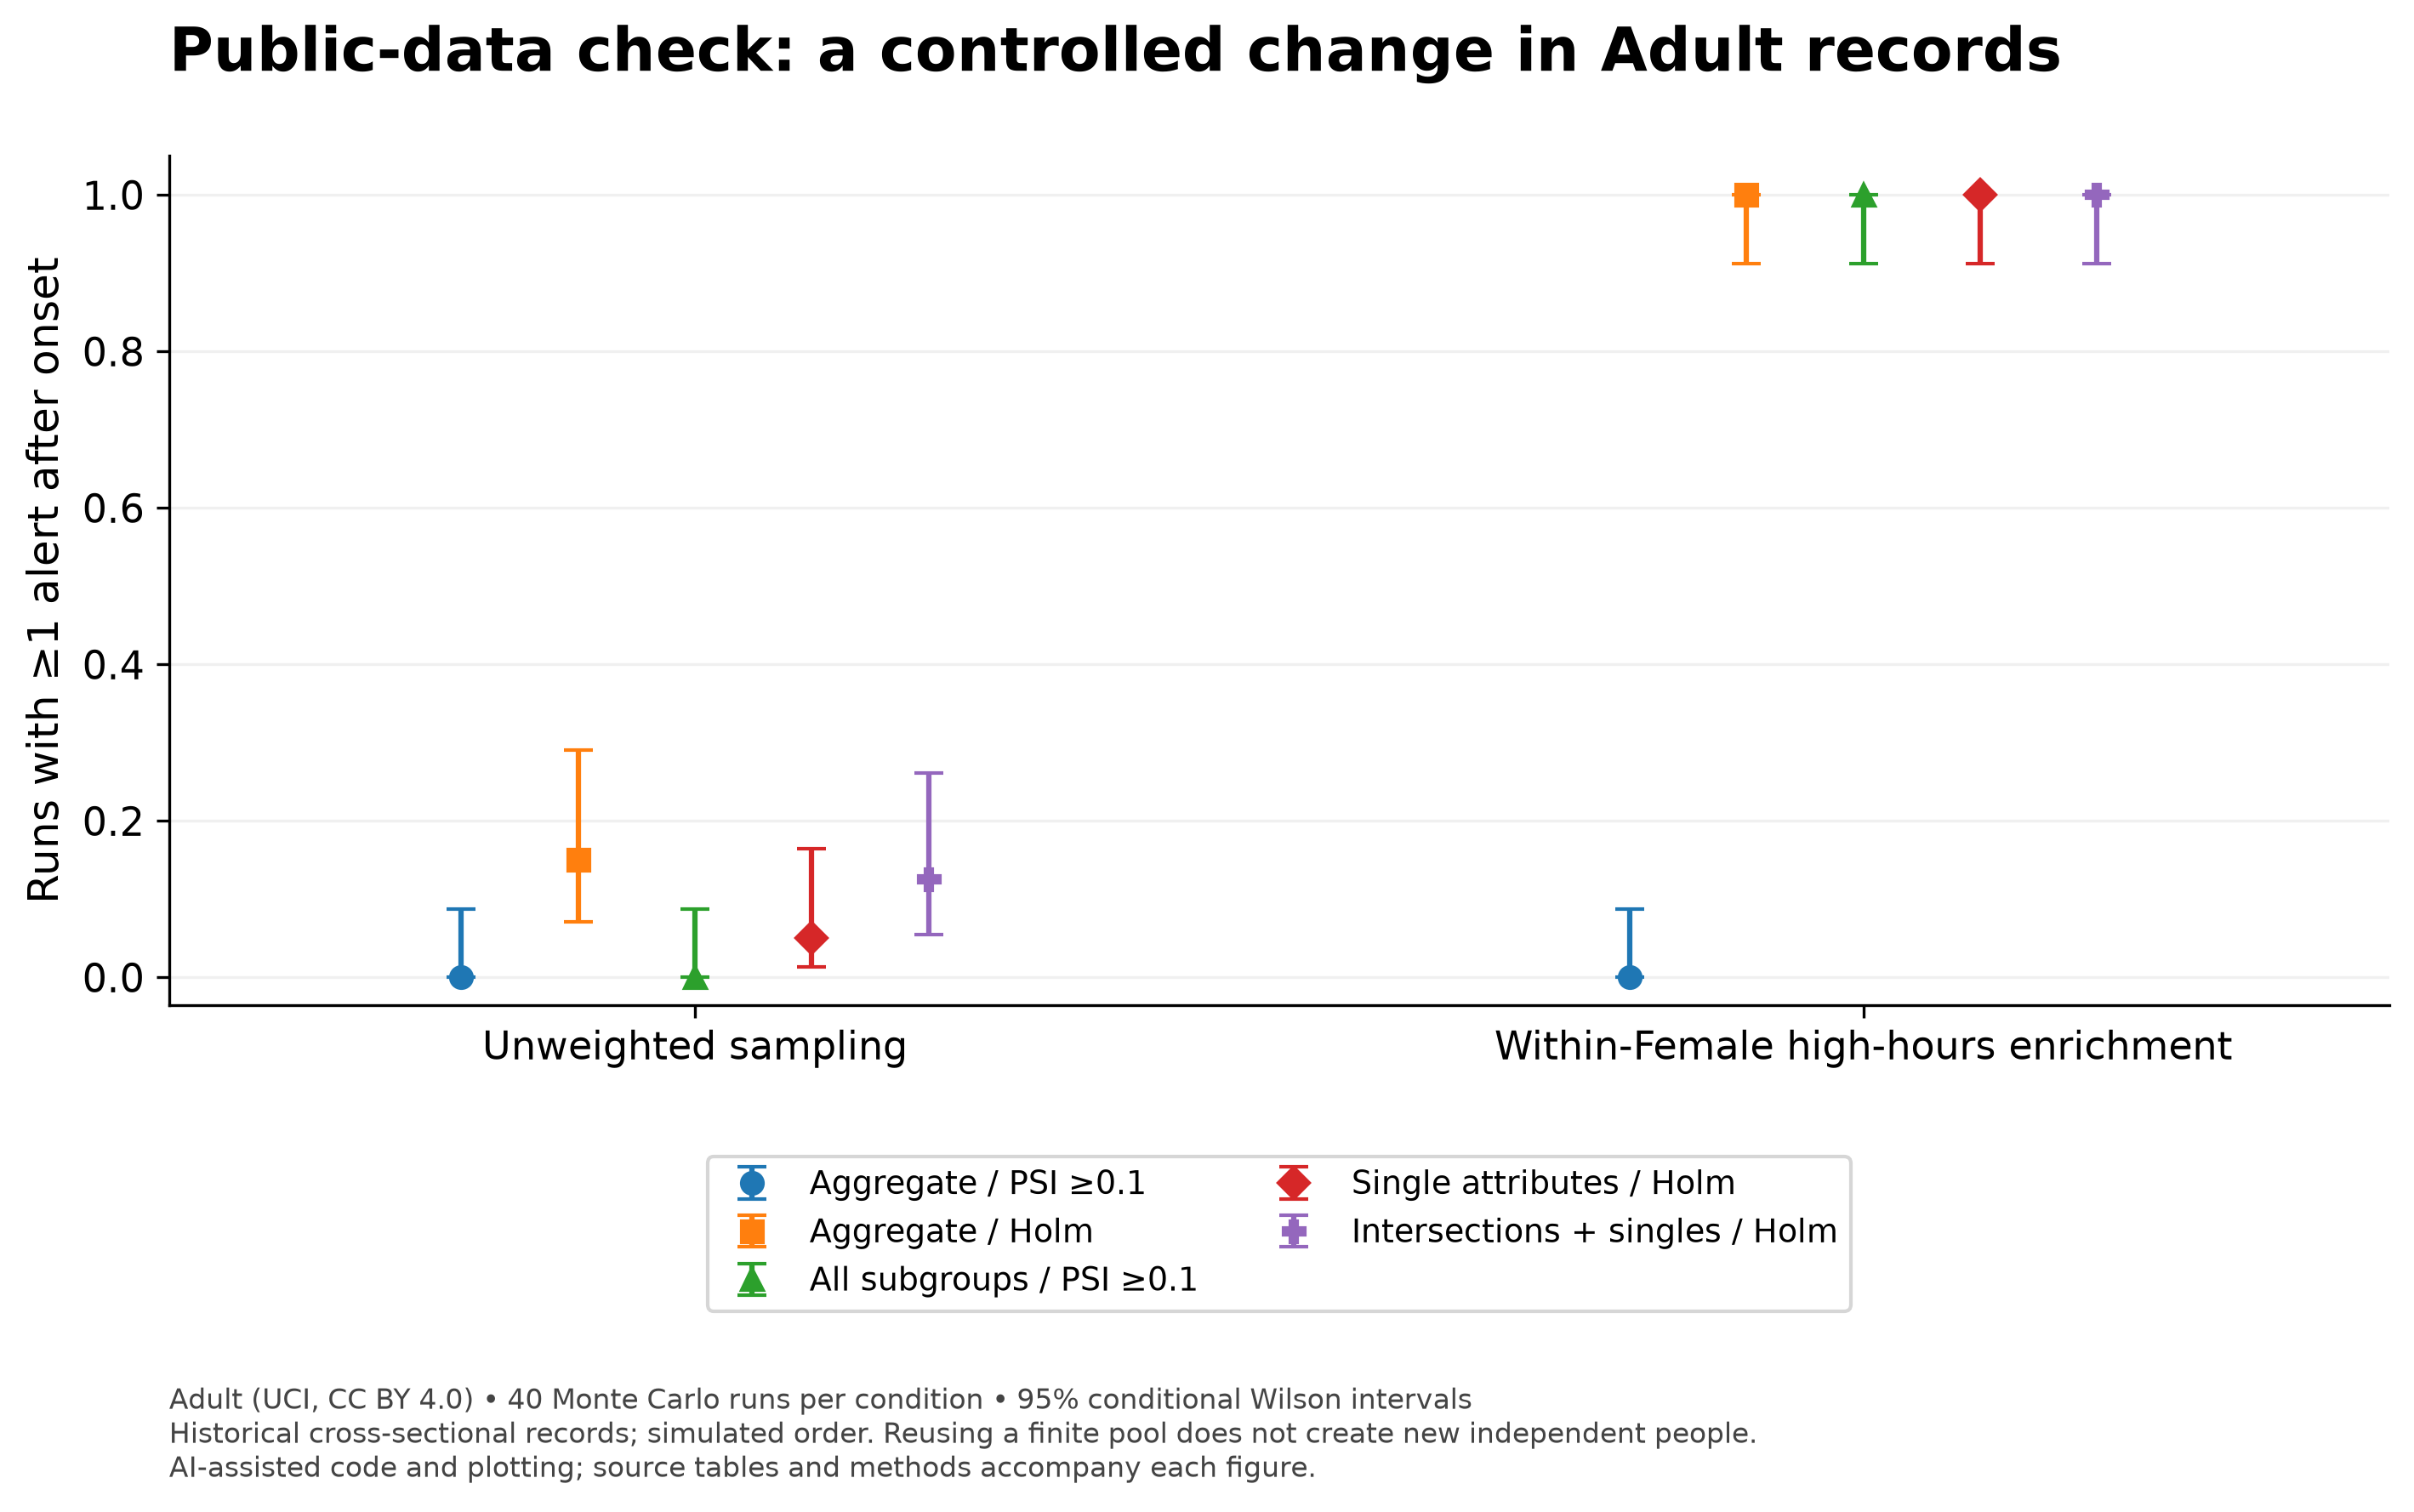 Public-data check: a controlled change in Adult records
Runs with ≥1 alert after onset
1.0
0.8
0.6
0.4
0.2
0.0
Unweighted sampling
Within-Female high-hours enrichment
Aggregate / PSI ≥0.1
Aggregate / Holm
All subgroups / PSI ≥0.1
Single attributes / Holm
Intersections + singles / Holm
Adult (UCI, CC BY 4.0) • 40 Monte Carlo runs per condition • 95% conditional Wilson intervals
Historical cross-sectional records; simulated order. Reusing a finite pool does not create new independent people.
AI-assisted code and plotting; source tables and methods accompany each figure.